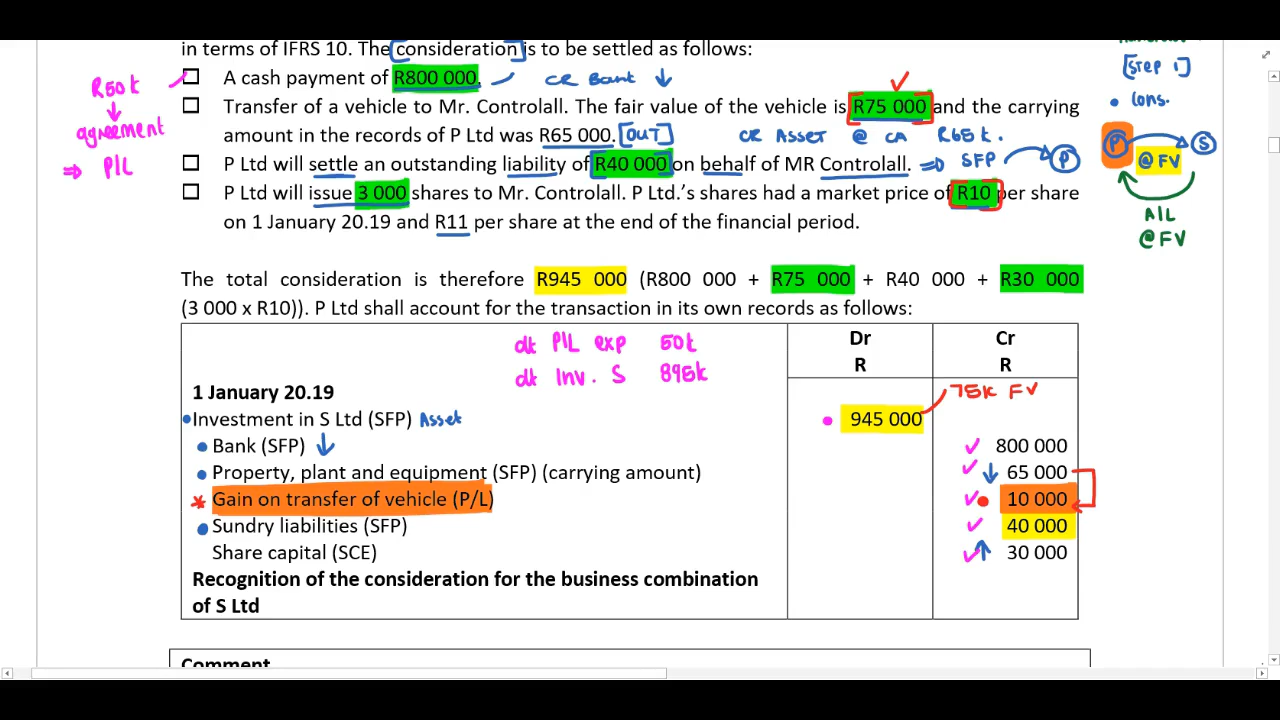 in terms of IFRS 10. The [consideration] is to be settled as follows:
A cash payment of R800 000. CR Bank ↓
R50k
↓
agreement
⇒ P/L
Transfer of a vehicle to Mr. Controlall. The fair value of the vehicle is R75 000 and the carrying
amount in the records of P Ltd was R65 000. [OUT] CR ASSET @ CA R65k.
P Ltd will settle an outstanding liability of R40 000 on behalf of MR Controlall. ⇒ SFP P
P Ltd will issue 3 000 shares to Mr. Controlall. P Ltd.'s shares had a market price of R10 per share
on 1 January 20.19 and R11 per share at the end of the financial period.
[STEP 1]
• Cons.
P S
@ FV
A/L
@ FV
The total consideration is therefore R945 000 (R800 000 + R75 000 + R40 000 + R30 000
(3 000 x R10)). P Ltd shall account for the transaction in its own records as follows:
dt P/L exp 50k
dt Inv. S 895k
Dr Cr
R R
1 January 20.19 75k FV
Investment in S Ltd (SFP) Asset 945 000
Bank (SFP) ↓ 800 000
Property, plant and equipment (SFP) (carrying amount) ↓ 65 000
* Gain on transfer of vehicle (P/L) 10 000
Sundry liabilities (SFP) 40 000
Share capital (SCE) ↑ 30 000
Recognition of the consideration for the business combination
of S Ltd
Comment